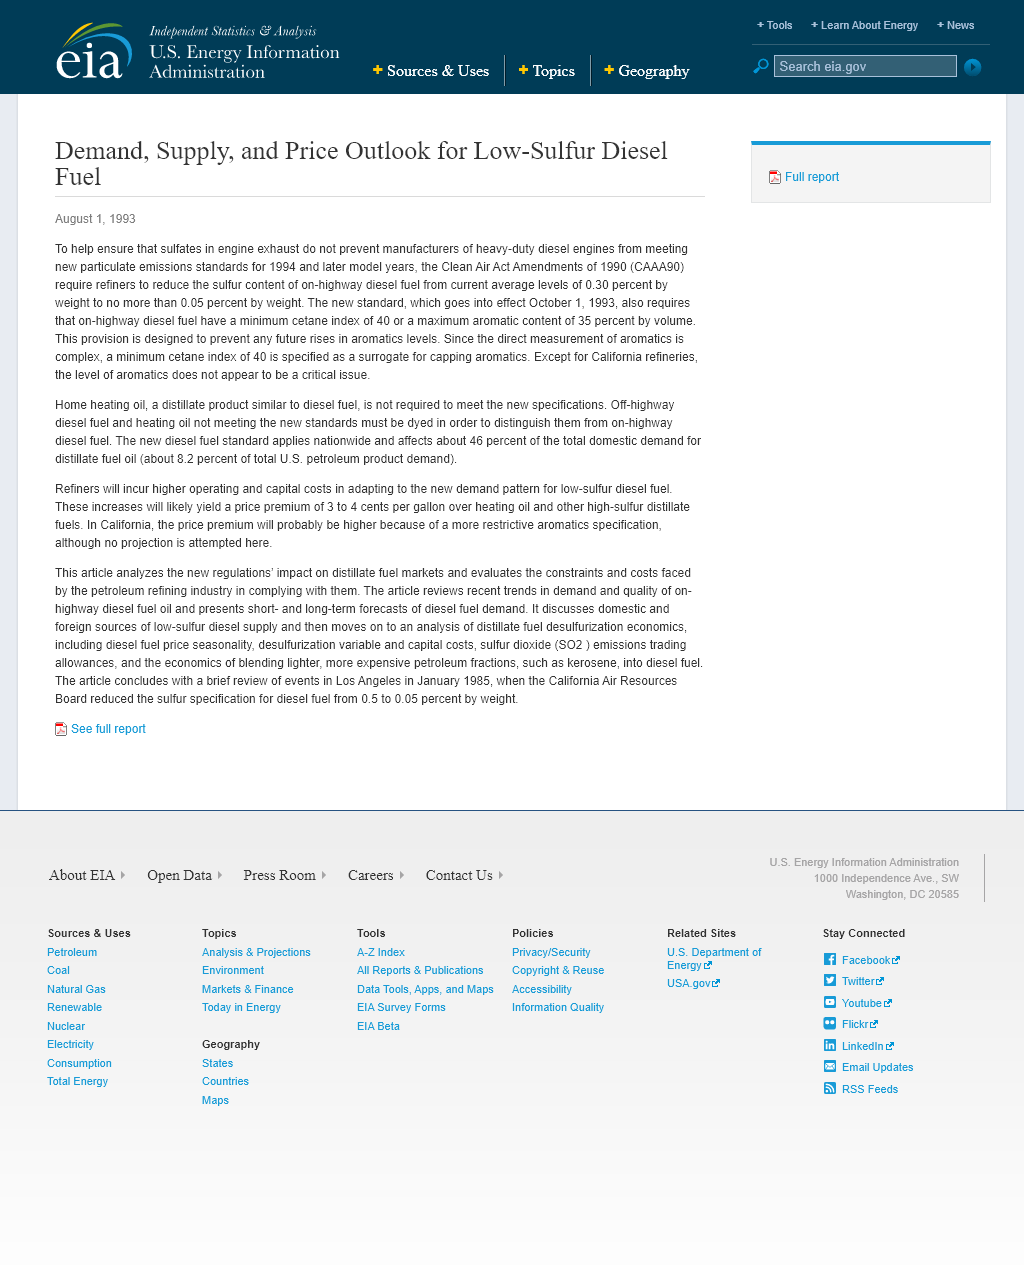 Tools
Learn About Energy
News
eia
Independent Statistics & Analysis
U.S. Energy Information
Administration
Sources & Uses
Topics
Geography
Search eia.gov
Demand, Supply, and Price Outlook for Low-Sulfur Diesel
Fuel
August 1, 1993
To help ensure that sulfates in engine exhaust do not prevent manufacturers of heavy-duty diesel engines from meeting
new particulate emissions standards for 1994 and later model years, the Clean Air Act Amendments of 1990 (CAAA90)
require refiners to reduce the sulfur content of on-highway diesel fuel from current average levels of 0.30 percent by
weight to no more than 0.05 percent by weight. The new standard, which goes into effect October 1, 1993, also requires
that on-highway diesel fuel have a minimum cetane index of 40 or a maximum aromatic content of 35 percent by volume.
This provision is designed to prevent any future rises in aromatics levels. Since the direct measurement of aromatics is
complex, a minimum cetane index of 40 is specified as a surrogate for capping aromatics. Except for California refineries,
the level of aromatics does not appear to be a critical issue.
Home heating oil, a distillate product similar to diesel fuel, is not required to meet the new specifications. Off-highway
diesel fuel and heating oil not meeting the new standards must be dyed in order to distinguish them from on-highway
diesel fuel. The new diesel fuel standard applies nationwide and affects about 46 percent of the total domestic demand for
distillate fuel oil (about 8.2 percent of total U.S. petroleum product demand).
Refiners will incur higher operating and capital costs in adapting to the new demand pattern for low-sulfur diesel fuel.
These increases will likely yield a price premium of 3 to 4 cents per gallon over heating oil and other high-sulfur distillate
fuels. In California, the price premium will probably be higher because of a more restrictive aromatics specification,
although no projection is attempted here.
This article analyzes the new regulations' impact on distillate fuel markets and evaluates the constraints and costs faced
by the petroleum refining industry in complying with them. The article reviews recent trends in demand and quality of on-
highway diesel fuel oil and presents short- and long-term forecasts of diesel fuel demand. It discusses domestic and
foreign sources of low-sulfur diesel supply and then moves on to an analysis of distillate fuel desulfurization economics,
including diesel fuel price seasonality, desulfurization variable and capital costs, sulfur dioxide (SO2 ) emissions trading
allowances, and the economics of blending lighter, more expensive petroleum fractions, such as kerosene, into diesel fuel.
The article concludes with a brief review of events in Los Angeles in January 1985, when the California Air Resources
Board reduced the sulfur specification for diesel fuel from 0.5 to 0.05 percent by weight.
See full report
Full report
About EIA
Open Data
Press Room
Careers
Contact Us
U.S. Energy Information Administration
1000 Independence Ave., SW
Washington, DC 20585
Sources & Uses
Petroleum
Coal
Natural Gas
Renewable
Nuclear
Electricity
Consumption
Total Energy
Topics
Analysis & Projections
Environment
Markets & Finance
Today in Energy
Geography
States
Countries
Maps
Tools
A-Z Index
All Reports & Publications
Data Tools, Apps, and Maps
EIA Survey Forms
EIA Beta
Policies
Privacy/Security
Copyright & Reuse
Accessibility
Information Quality
Related Sites
U.S. Department of
Energy
USA.gov
Stay Connected
Facebook
Twitter
Youtube
Flickr
LinkedIn
Email Updates
RSS Feeds